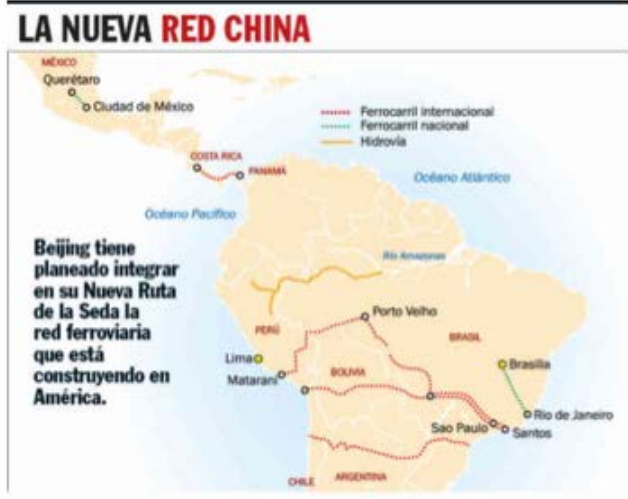 LA NUEVA RED CHINA
MÉXICO
Querétaro
Ciudad de México
Ferrocarril internacional
Ferrocarril nacional
Hidrovía
COSTA RICA
PANAMÁ
Océano Atlántico
Océano Pacífico
Beijing tiene
planeado integrar
en su Nueva Ruta
de la Seda la
red ferroviaria
que está
construyendo en
América.
Río Amazonas
Porto Velho
PERÚ
BRASIL
Lima
Brasilia
Matarani
BOLIVIA
Rio de Janeiro
Sao Paulo
Santos
CHILE
ARGENTINA